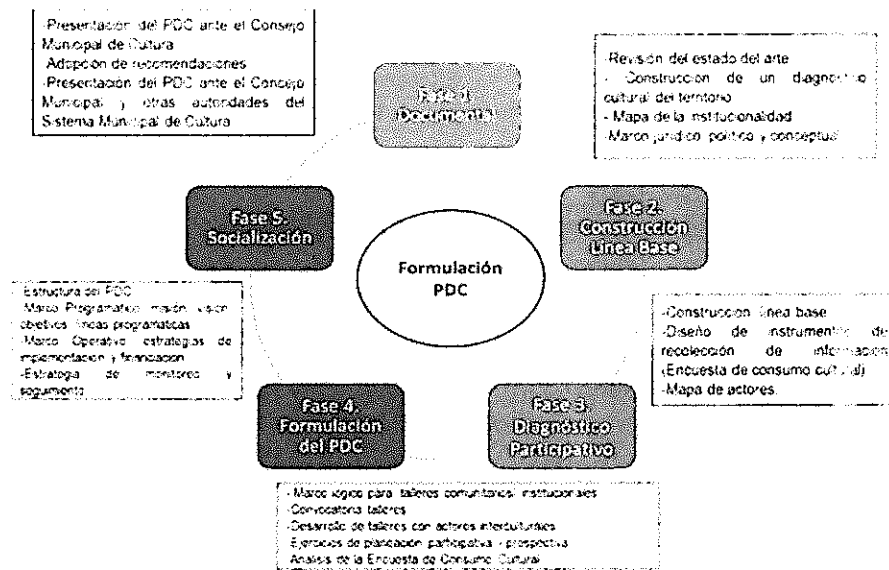 -Presentación del PDC ante el Consejo
Municipal de Cultura
-Adopción de recomendaciones
-Presentación del PDC ante el Concejo
Municipal y otras autoridades del
Sistema Municipal de Cultura
Fase 1.
Documenta
-Revisión del estado del arte
- Construcción de un diagnóstico
cultural del territorio
- Mapa de la institucionalidad
-Marco jurídico político y conceptual
Fase 5.
Socialización
Fase 2.
Construcción
Línea Base
Formulación
PDC
-Estructura del PDC
-Marco Programático misión visión
objetivos líneas programáticas
-Marco Operativo estrategias de
implementación y financiación
-Estrategia de monitoreo y
seguimiento
-Construcción línea base
-Diseño de instrumentos de
recolección de información
(Encuesta de consumo cultural)
-Mapa de actores.
Fase 4.
Formulación
del PDC
Fase 3.
Diagnóstico
Participativo
-Marco lógico para talleres comunitarios institucionales
-Convocatoria talleres
-Desarrollo de talleres con actores interculturales
Ejercicios de planeación participativa - prospectiva
Análisis de la Encuesta de Consumo Cultural